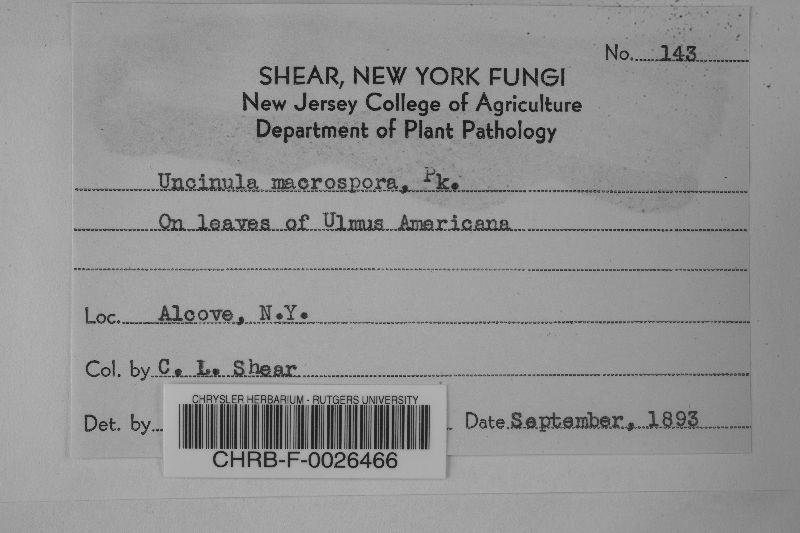 No. 143
SHEAR, NEW YORK FUNGI
New Jersey College of Agriculture
Department of Plant Pathology
Uncinula macrospora, Pk.
On leaves of Ulmus Americana
Loc. Alcove, N.Y.
Col. by C. L. Shear
Det. by
Date September, 1893
CHRYSLER HERBARIUM - RUTGERS UNIVERSITY
CHRB-F-0026466